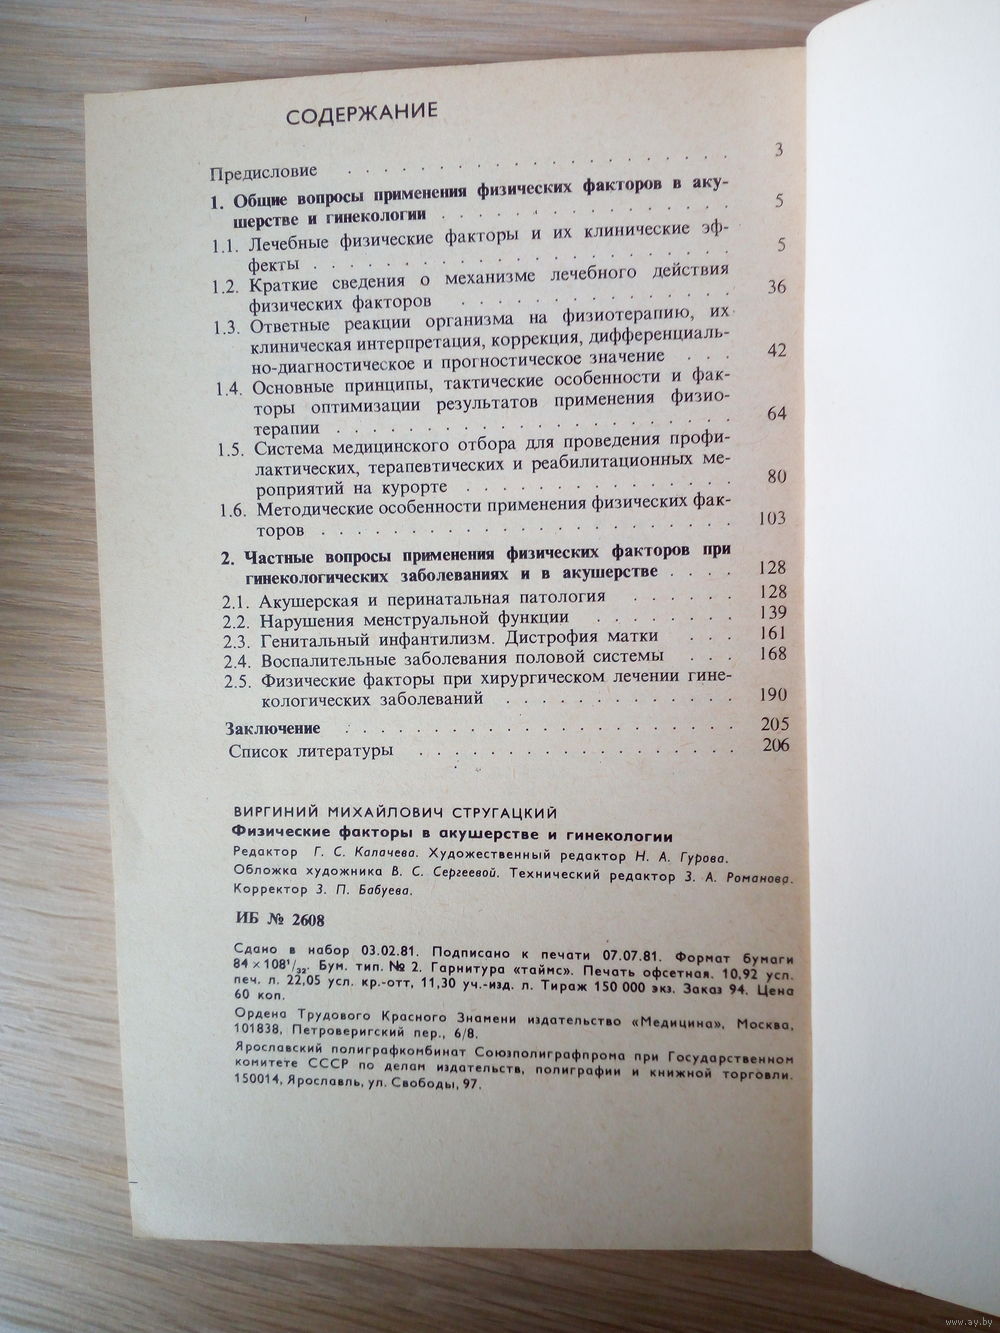 СОДЕРЖАНИЕ
Предисловие . . . . . . . . . . . . . . . . . . 3
1. Общие вопросы применения физических факторов в аку-
шерстве и гинекологии . . . . . . . . . . . . . . 5
1.1. Лечебные физические факторы и их клинические эф-
фекты . . . . . . . . . . . . . . . . . . . . 5
1.2. Краткие сведения о механизме лечебного действия
физических факторов . . . . . . . . . . . . . 36
1.3. Ответные реакции организма на физиотерапию, их
клиническая интерпретация, коррекция, дифференциаль-
но-диагностическое и прогностическое значение . . . 42
1.4. Основные принципы, тактические особенности и фак-
торы оптимизации результатов применения физио-
терапии . . . . . . . . . . . . . . . . . . . 64
1.5. Система медицинского отбора для проведения профи-
лактических, терапевтических и реабилитационных ме-
роприятий на курорте . . . . . . . . . . . . . 80
1.6. Методические особенности применения физических фак-
торов . . . . . . . . . . . . . . . . . . . . 103
2. Частные вопросы применения физических факторов при
гинекологических заболеваниях и в акушерстве . . . . 128
2.1. Акушерская и перинатальная патология . . . . . . 128
2.2. Нарушения менструальной функции . . . . . . . . 139
2.3. Генитальный инфантилизм. Дистрофия матки . . . 161
2.4. Воспалительные заболевания половой системы . . . 168
2.5. Физические факторы при хирургическом лечении гине-
кологических заболеваний . . . . . . . . . . . . 190
Заключение . . . . . . . . . . . . . . . . . . . 205
Список литературы . . . . . . . . . . . . . . . . 206
ВИРГИНИЙ МИХАЙЛОВИЧ СТРУГАЦКИЙ
Физические факторы в акушерстве и гинекологии
Редактор Г. С. Калачева. Художественный редактор Н. А. Гурова.
Обложка художника В. С. Сергеевой. Технический редактор З. А. Романова.
Корректор З. П. Бабуева.
ИБ № 2608
Сдано в набор 03.02.81. Подписано к печати 07.07.81. Формат бумаги
84×108¹/₃₂. Бум. тип. № 2. Гарнитура «таймс». Печать офсетная. 10,92 усл.
печ. л. 22,05 усл. кр.-отт, 11,30 уч.-изд. л. Тираж 150 000 экз. Заказ 94. Цена
60 коп.
Ордена Трудового Красного Знамени издательство «Медицина», Москва,
101838, Петроверигский пер., 6/8.
Ярославский полиграфкомбинат Союзполиграфпрома при Государственном
комитете СССР по делам издательств, полиграфии и книжной торговли.
150014, Ярославль, ул. Свободы, 97.
www.ay.by